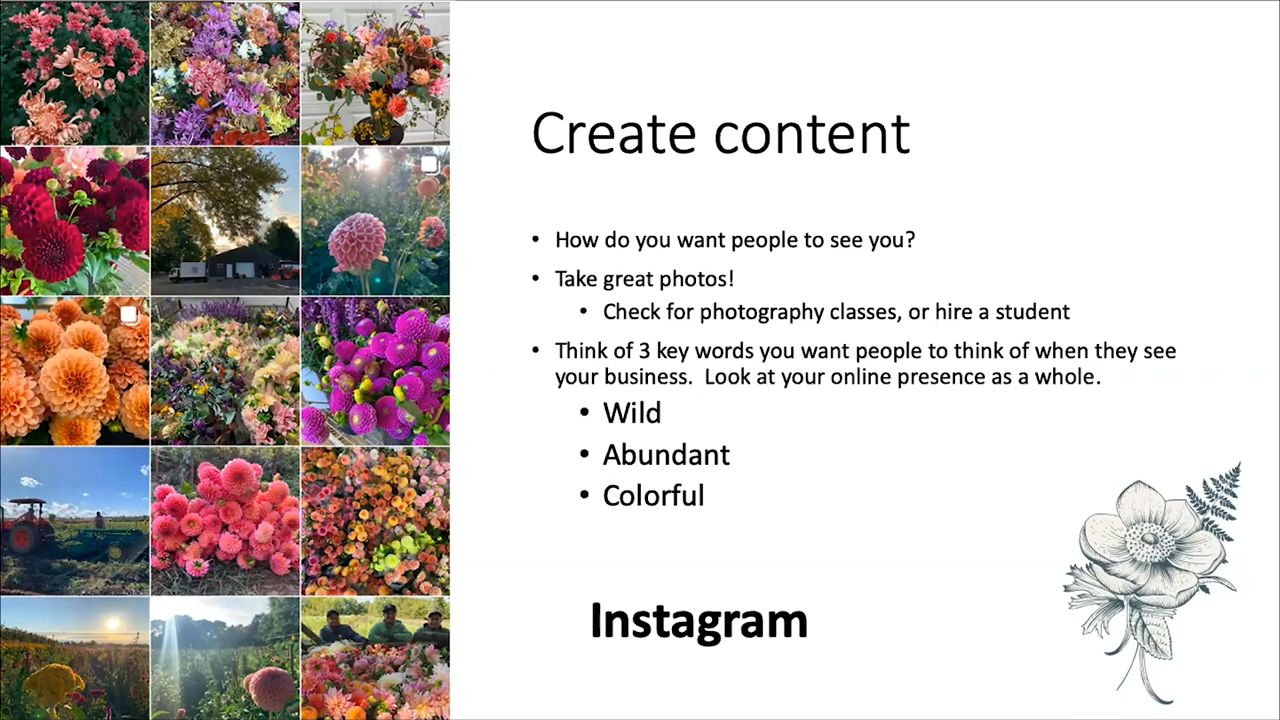 Create content
• How do you want people to see you?
• Take great photos!
• Check for photography classes, or hire a student
• Think of 3 key words you want people to think of when they see
your business.  Look at your online presence as a whole.
• Wild
• Abundant
• Colorful
Instagram